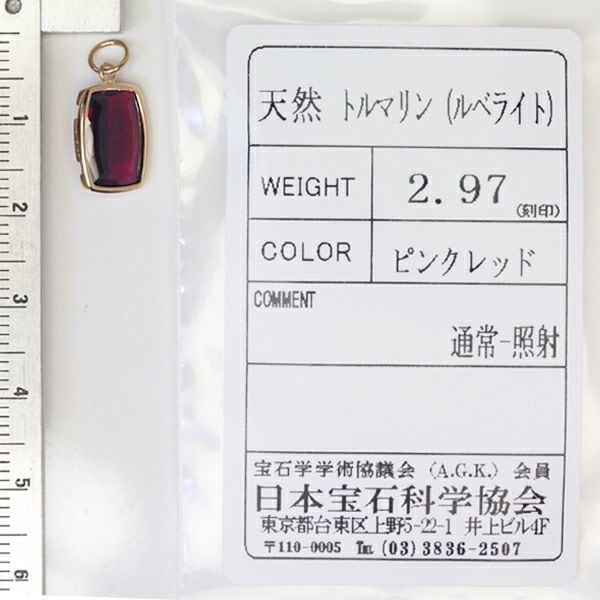 天然 トルマリン (ルベライト)
WEIGHT 2.97 (刻印)
COLOR ピンクレッド
COMMENT
通常-照射
宝石学学術協議会 (A.G.K.) 会員
日本宝石科学協会
東京都台東区上野5-22-1 井上ビル4F
〒110-0005 ℡ (03)3836-2507
1
2
3
4
5
6